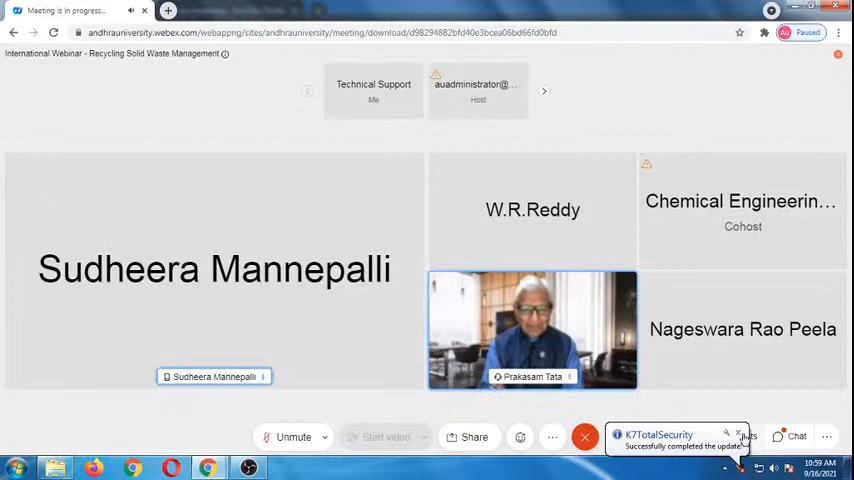 Meeting is in progress...
andhrauniversity.webex.com/webappng/sites/andhrauniversity/meeting/download/d98294882bfd40e3bcea06bd66fd0bfd
Au Paused
International Webinar - Recycling Solid Waste Management
Technical Support
Me
auadministrator@...
Host
Sudheera Mannepalli
W.R.Reddy
Chemical Engineerin...
Cohost
Nageswara Rao Peela
Sudheera Mannepalli
Prakasam Tata
Unmute
Start video
Share
Chat
K7TotalSecurity
Successfully completed the update.
10:59 AM
9/16/2021